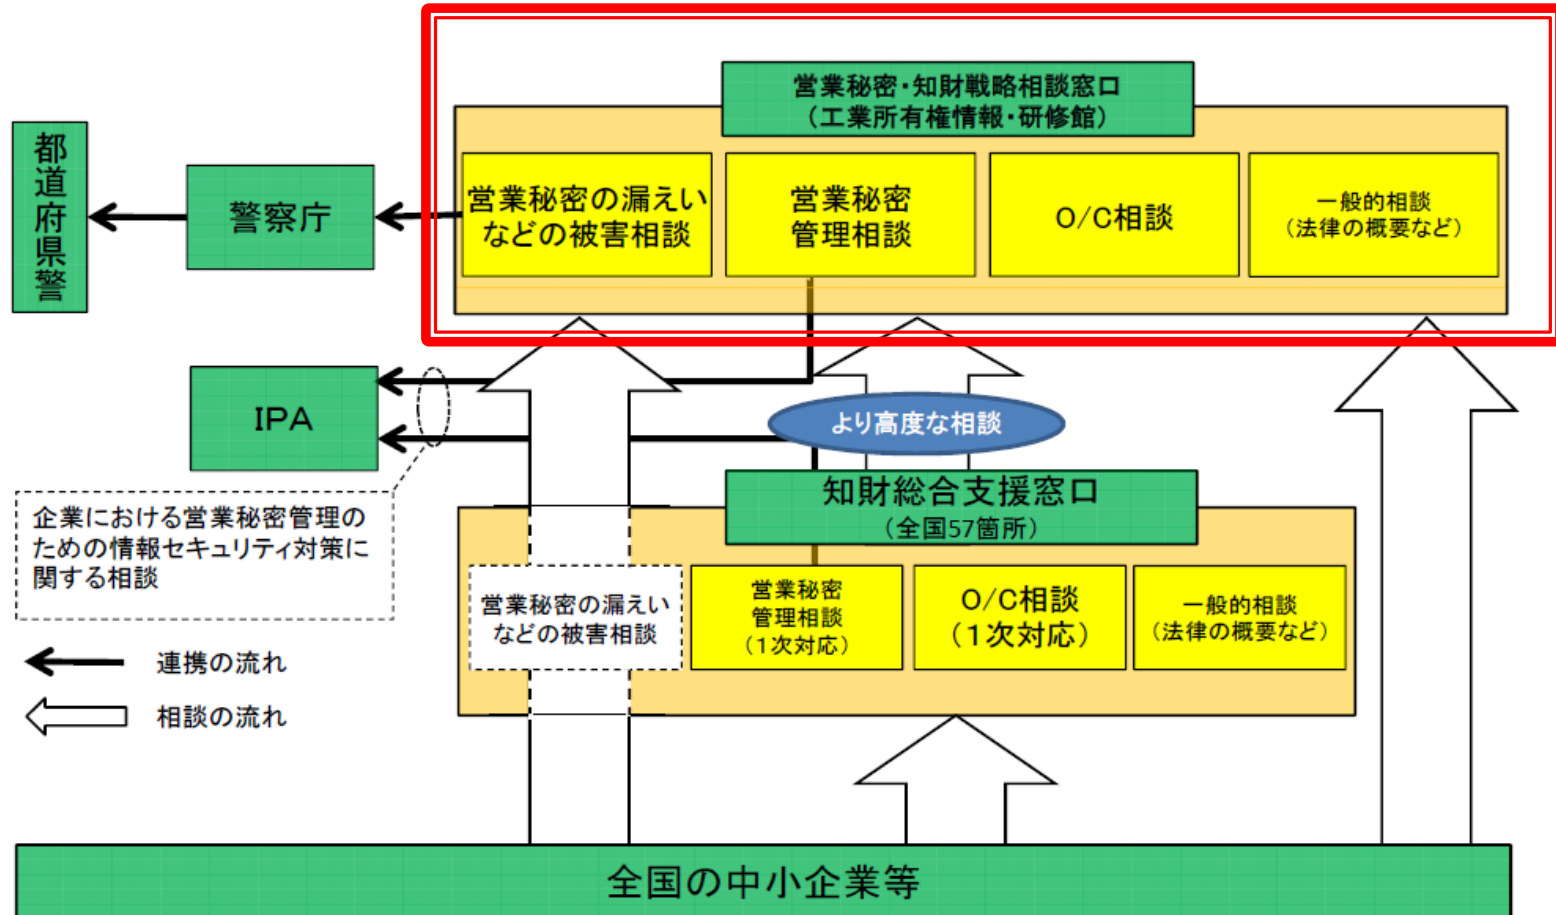 営業秘密・知財戦略相談窓口
（工業所有権情報・研修館）
都道府県警
警察庁
営業秘密の漏えい
などの被害相談
営業秘密
管理相談
O/C相談
一般的相談
（法律の概要など）
IPA
より高度な相談
知財総合支援窓口
（全国57箇所）
企業における営業秘密管理の
ための情報セキュリティ対策に
関する相談
営業秘密の漏えい
などの被害相談
営業秘密
管理相談
（1次対応）
O/C相談
（1次対応）
一般的相談
（法律の概要など）
連携の流れ
相談の流れ
全国の中小企業等